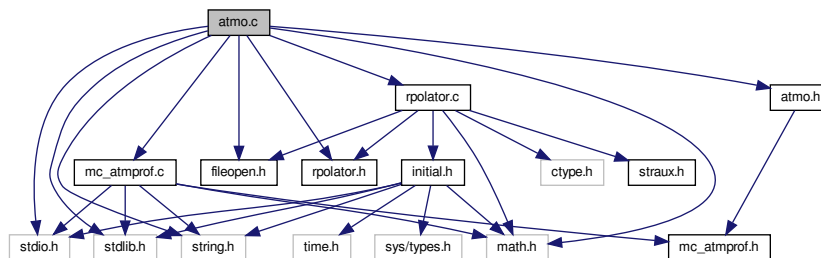 atmo.c
rpolator.c
atmo.h
mc_atmprof.c
fileopen.h
rpolator.h
initial.h
ctype.h
straux.h
stdio.h
stdlib.h
string.h
time.h
sys/types.h
math.h
mc_atmprof.h